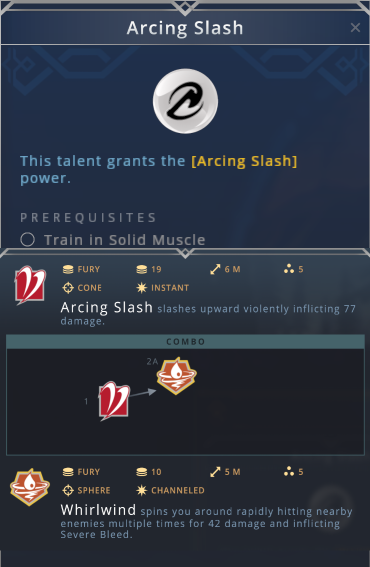 Arcing Slash
This talent grants the [Arcing Slash]
power.
PREREQUISITES
Train in Solid Muscle
FURY 19 6 M 5
CONE INSTANT
Arcing Slash slashes upward violently inflicting 77
damage.
COMBO
2A
1
FURY 10 5 M 5
SPHERE CHANNELED
Whirlwind spins you around rapidly hitting nearby
enemies multiple times for 42 damage and inflicting
Severe Bleed.